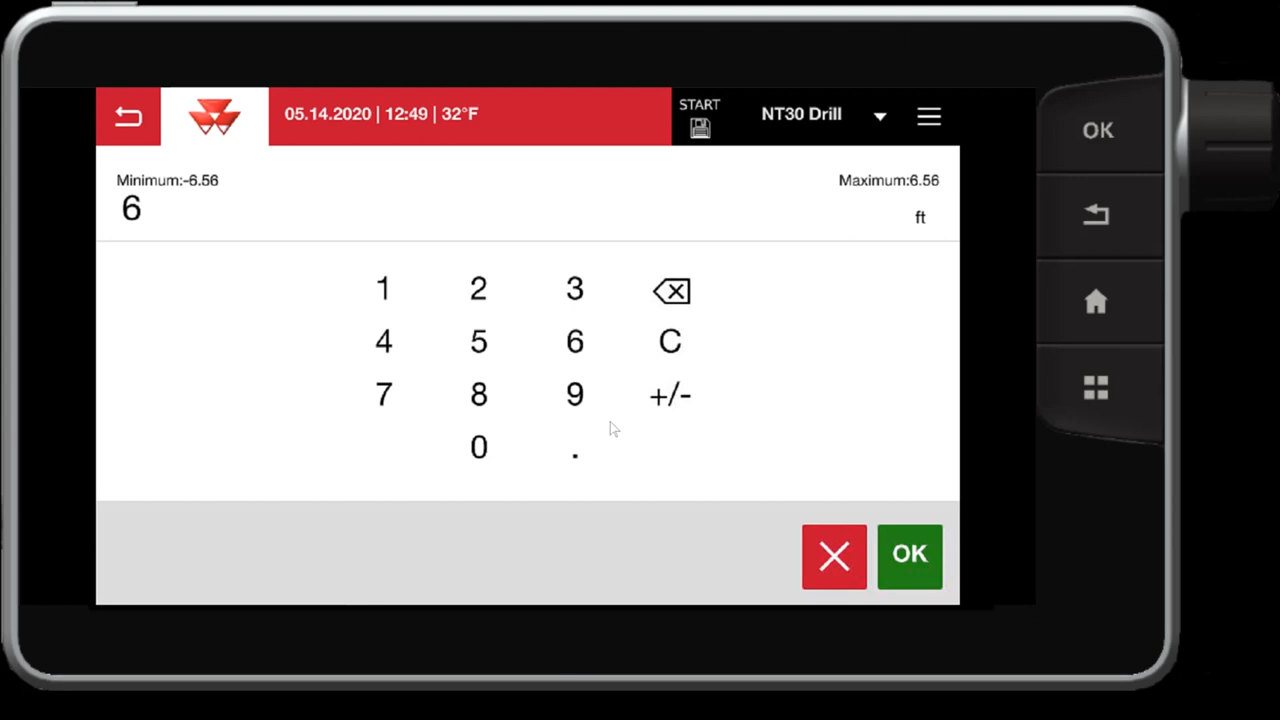 05.14.2020 | 12:49 | 32°F
START
NT30 Drill
OK
Minimum:-6.56
Maximum:6.56
6
ft
1 2 3
4 5 6 C
7 8 9 +/-
0 .
OK